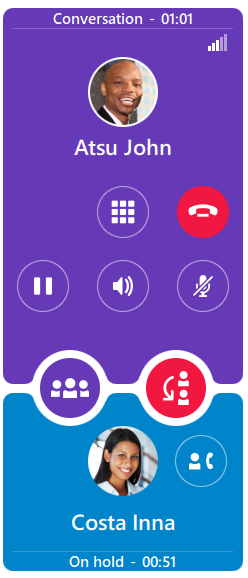 Conversation - 01:01
Atsu John
Costa Inna
On hold - 00:51